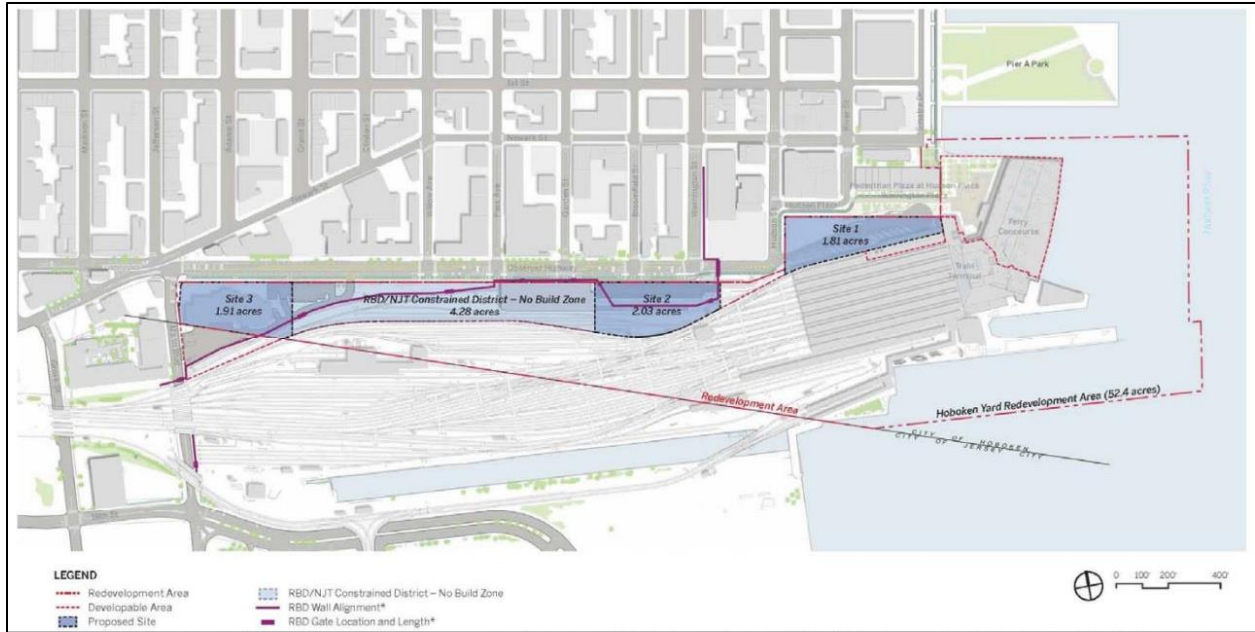 Pier A Park
1st St
Newark St
Madison St
Jefferson St
Adams St
Grand St
Clinton St
Willow Ave
Park Ave
Garden St
Bloomfield St
Washington St
Hudson St
River St
Newark St
Hudson River
Pedestrian Plaza at Hudson Place
Hudson Place
Ferry
Concourse
Train
Terminal
Site 1
1.81 acres
Observer Highway
Site 3
1.91 acres
RBD/NJT Constrained District – No Build Zone
4.28 acres
Site 2
2.03 acres
Redevelopment Area
Hoboken Yard Redevelopment Area (52.4 acres)
CITY OF HOBOKEN
CITY OF JERSEY CITY
LEGEND
Redevelopment Area
Developable Area
Proposed Site
RBD/NJT Constrained District – No Build Zone
RBD Wall Alignment*
RBD Gate Location and Length*
0 100' 200' 400'